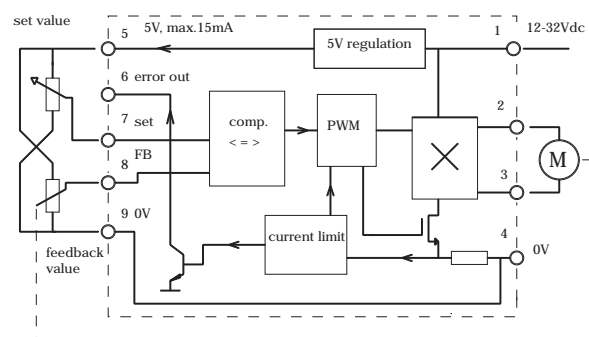 set value
5 5V, max.15mA
1 12-32Vdc
5V regulation
6 error out
7 set
comp.
< = >
PWM
2
M
8 FB
3
9 0V
current limit
4
0V
feedback
value